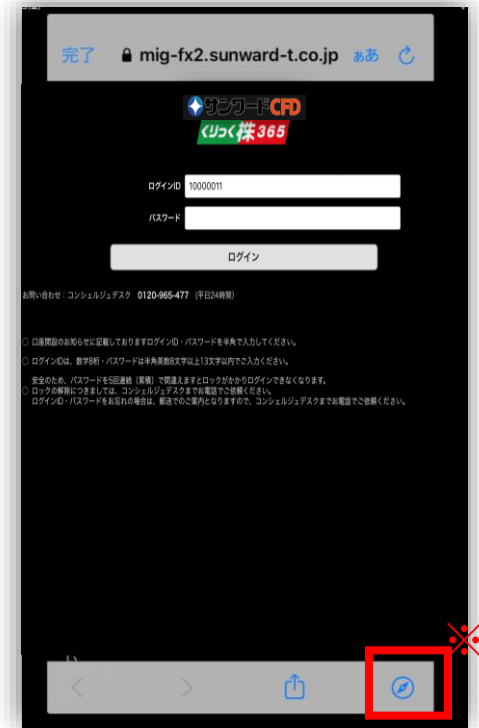 完了 mig-fx2.sunward-t.co.jp ぁあ
サンワードCFD
くりっく株365
ログインID 10000011
パスワード
ログイン
お問い合わせ：コンシェルジュデスク 0120-965-477 (平日24時間)
○ 口座開設のお知らせに記載しておりますログインID・パスワードを半角で入力してください。
○ ログインIDは、数字8桁・パスワードは半角英数8文字以上13文字以内でご入力ください。
安全のため、パスワードを5回連続（累積）で間違えますとロックがかかりログインできなくなります。
○ ロックの解除につきましては、コンシェルジュデスクまでお電話でご依頼ください。
ログインID・パスワードをお忘れの場合は、郵送でのご案内となりますので、コンシェルジュデスクまでお電話でご依頼ください。
※